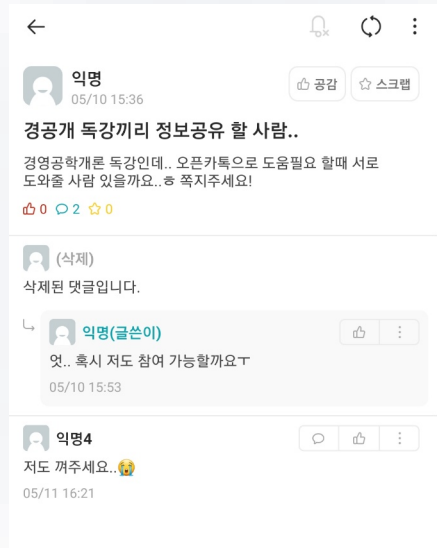 익명
05/10 15:36
공감
스크랩
경공개 독강끼리 정보공유 할 사람..
경영공학개론 독강인데.. 오픈카톡으로 도움필요 할때 서로
도와줄 사람 있을까요..ㅎ 쪽지주세요!
0 2 0
(삭제)
삭제된 댓글입니다.
익명(글쓴이)
엇.. 혹시 저도 참여 가능할까요ㅜ
05/10 15:53
익명4
저도 껴주세요..😭
05/11 16:21